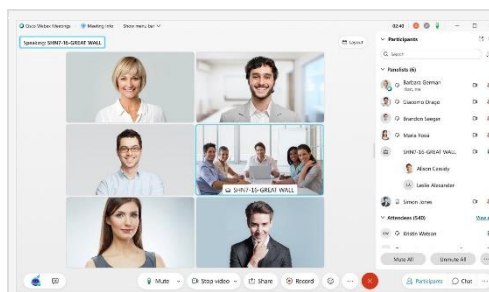 Cisco Webex Meetings
Meeting Info
Show menu bar
02:40
Speaking: SHN7-16-GREAT WALL
Layout
SHN7-16-GREAT WALL
Participants
Search
Panelists (6)
Barbara German
Host, me
Giacomo Drago
Brandon Seeger
Maria Rossi
SHN7-16-GREAT WALL
Alison Cassidy
LA Leslie Alexander
Simon Jones
Attendees (540)
View a
KW Kristin Watson
Mute All
Unmute All
Mute
Stop video
Share
Record
Participants
Chat